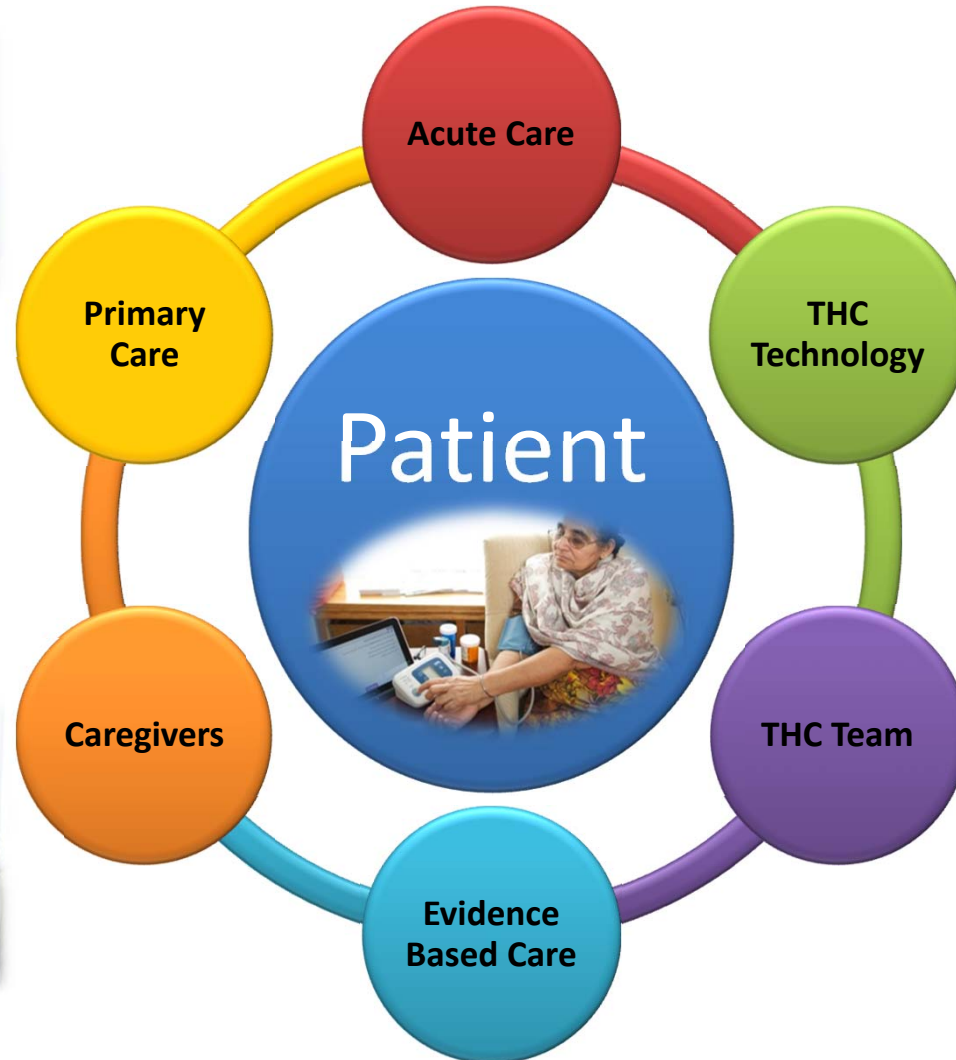 Acute Care
THC
Technology
THC Team
Evidence
Based Care
Caregivers
Primary
Care
Patient